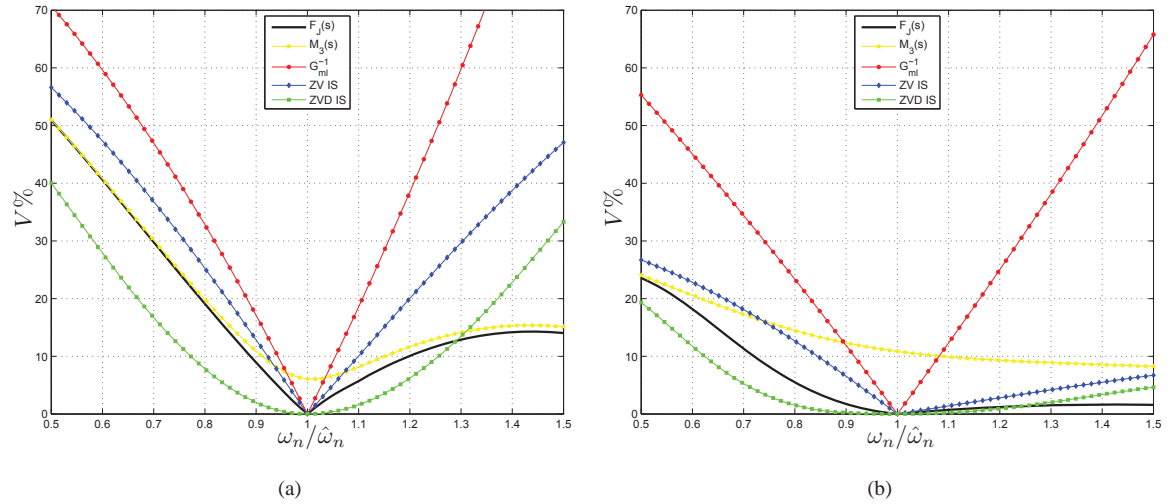 70
60
50
40
30
20
10
0
V%
0.5 0.6 0.7 0.8 0.9 1 1.1 1.2 1.3 1.4 1.5
ωn/ω̂n
F_J(s)
M_3(s)
G_ml^-1
ZV IS
ZVD IS
(a)
70
60
50
40
30
20
10
0
V%
0.5 0.6 0.7 0.8 0.9 1 1.1 1.2 1.3 1.4 1.5
ωn/ω̂n
F_J(s)
M_3(s)
G_ml^-1
ZV IS
ZVD IS
(b)